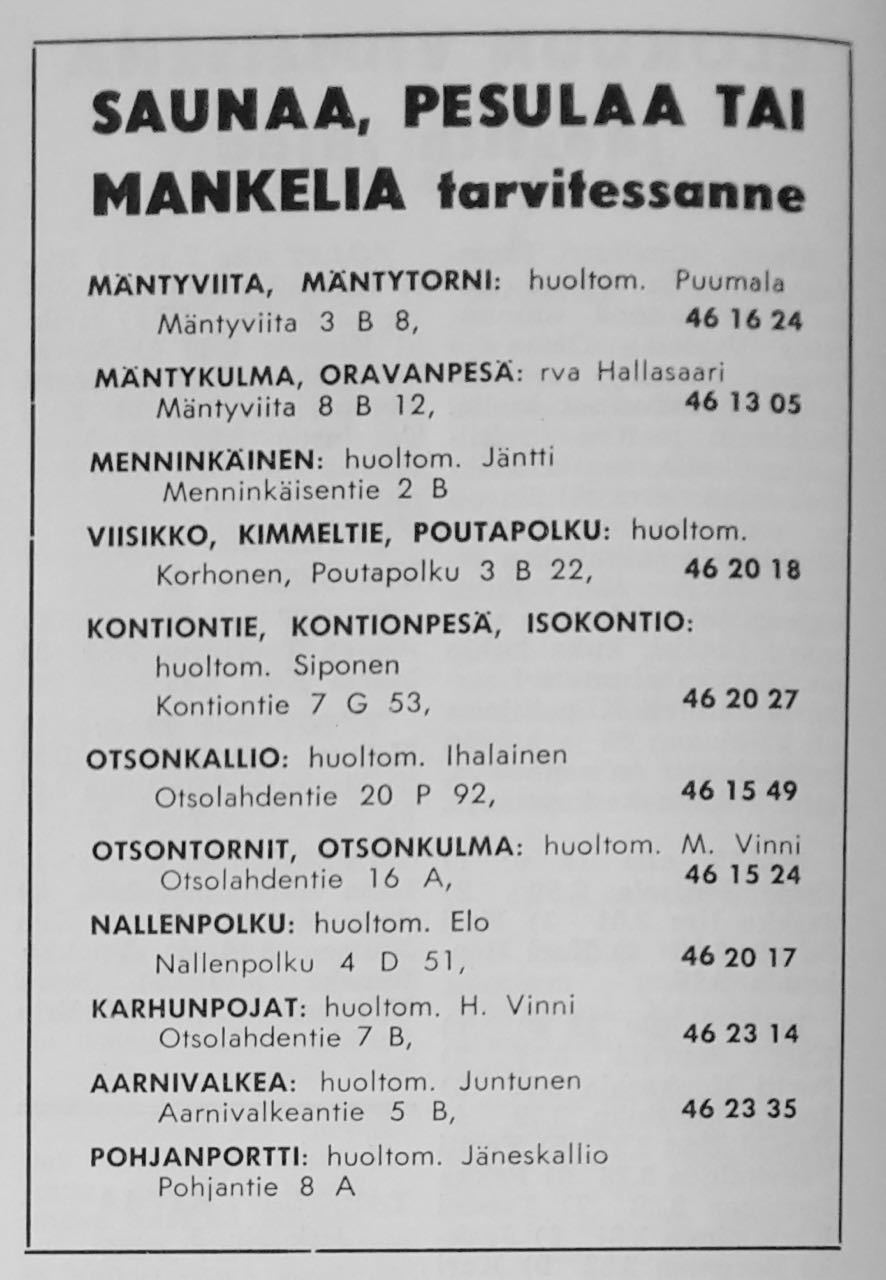 SAUNAA, PESULAA TAI
MANKELIA tarvitessanne
MÄNTYVIITA, MÄNTYTORNI: huoltom. Puumala
Mäntyviita 3 B 8, 46 16 24
MÄNTYKULMA, ORAVANPESÄ: rva Hallasaari
Mäntyviita 8 B 12, 46 13 05
MENNINKÄINEN: huoltom. Jäntti
Menninkäisentie 2 B
VIISIKKO, KIMMELTIE, POUTAPOLKU: huoltom.
Korhonen, Poutapolku 3 B 22, 46 20 18
KONTIONTIE, KONTIONPESÄ, ISOKONTIO:
huoltom. Siponen
Kontiontie 7 G 53, 46 20 27
OTSONKALLIO: huoltom. Ihalainen
Otsolahdentie 20 P 92, 46 15 49
OTSONTORNIT, OTSONKULMA: huoltom. M. Vinni
Otsolahdentie 16 A, 46 15 24
NALLENPOLKU: huoltom. Elo
Nallenpolku 4 D 51, 46 20 17
KARHUNPOJAT: huoltom. H. Vinni
Otsolahdentie 7 B, 46 23 14
AARNIVALKEA: huoltom. Juntunen
Aarnivalkeantie 5 B, 46 23 35
POHJANPORTTI: huoltom. Jäneskallio
Pohjantie 8 A